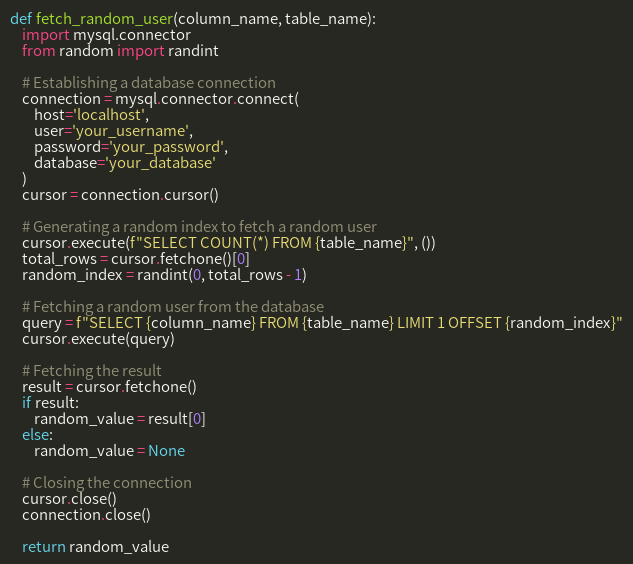 def fetch_random_user(column_name, table_name):
    import mysql.connector
    from random import randint

    # Establishing a database connection
    connection = mysql.connector.connect(
        host='localhost',
        user='your_username',
        password='your_password',
        database='your_database'
    )
    cursor = connection.cursor()

    # Generating a random index to fetch a random user
    cursor.execute(f"SELECT COUNT(*) FROM {table_name}", ())
    total_rows = cursor.fetchone()[0]
    random_index = randint(0, total_rows - 1)

    # Fetching a random user from the database
    query = f"SELECT {column_name} FROM {table_name} LIMIT 1 OFFSET {random_index}"
    cursor.execute(query)

    # Fetching the result
    result = cursor.fetchone()
    if result:
        random_value = result[0]
    else:
        random_value = None

    # Closing the connection
    cursor.close()
    connection.close()

    return random_value